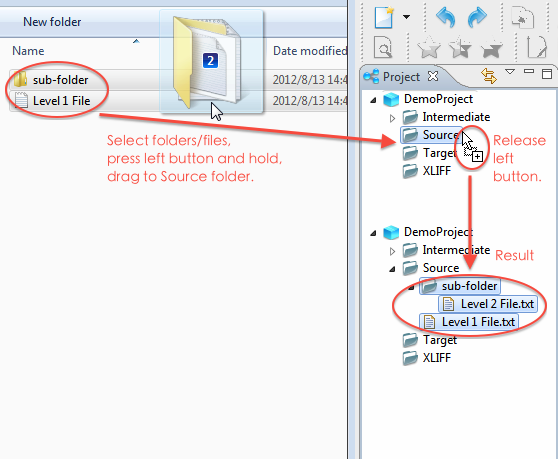 New folder
Name
Date modified
sub-folder
2012/8/13 14:4
Level 1 File
2012/8/13 14:4
2
Select folders/files,
press left button and hold,
drag to Source folder.
Project
DemoProject
Intermediate
Source
Target
XLIFF
Release
left
button.
DemoProject
Intermediate
Result
Source
sub-folder
Level 2 File.txt
Level 1 File.txt
Target
XLIFF